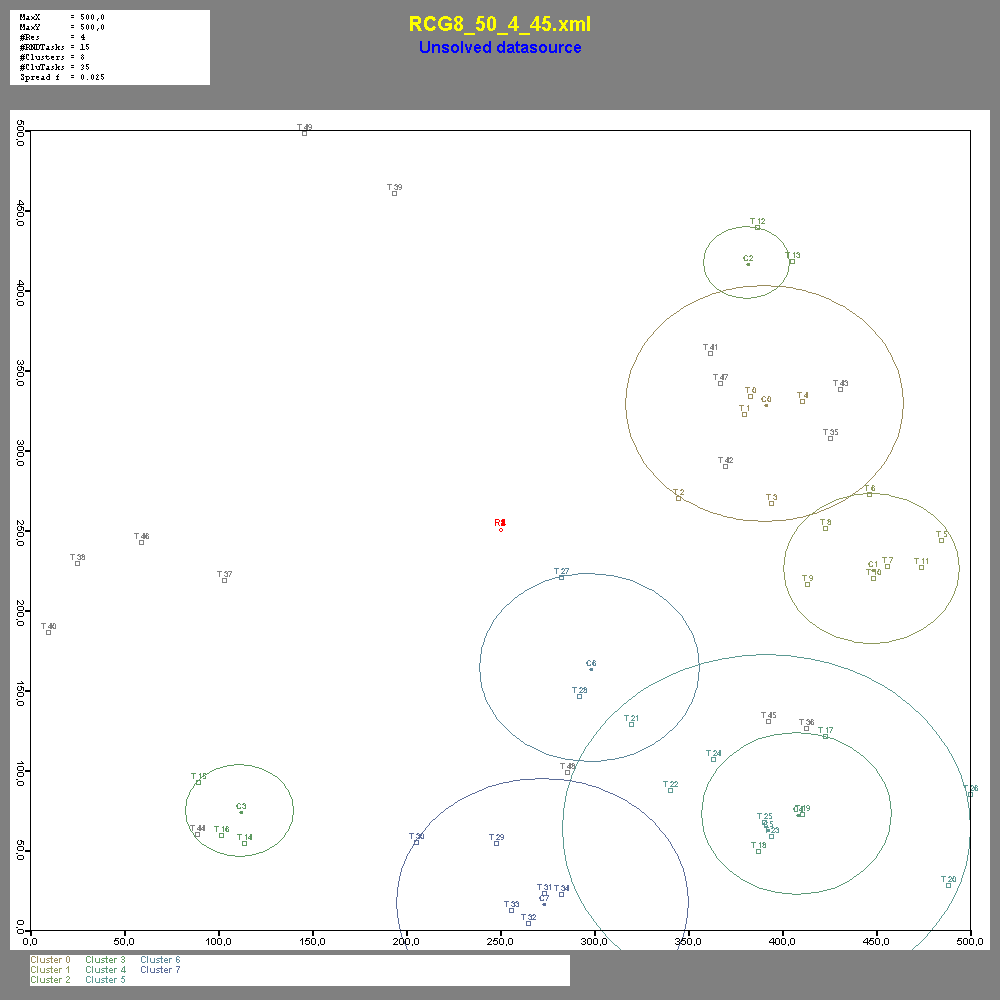 MaxX = 500,0
MaxY = 500,0
#Res = 4
#RNDTasks = 15
#Clusters = 8
#CluTasks = 35
Spread f = 0.025
RCG8_50_4_45.xml
Unsolved datasource
500,0
450,0
400,0
350,0
300,0
250,0
200,0
150,0
100,0
50,0
0,0
T 49
T 39
T 12
C2
T 13
T 41
T 47
T 43
T 0
C0
T 4
T 1
T 35
T 42
T 2
T 3
T 6
T 8
T 5
T 46
T 38
T 37
T 27
C1
T 7
T 11
T 10
T 9
T 40
C6
T 28
T 21
T 45
T 36
T 17
T 24
T 48
T 22
T 26
T 15
C3
T 19
T 25
T 44
T 16
T 14
T 30
T 29
T 23
T 18
T 20
T 31
T 34
C7
T 33
T 32
0,0 50,0 100,0 150,0 200,0 250,0 300,0 350,0 400,0 450,0 500,0
Cluster 0 Cluster 3 Cluster 6
Cluster 1 Cluster 4 Cluster 7
Cluster 2 Cluster 5